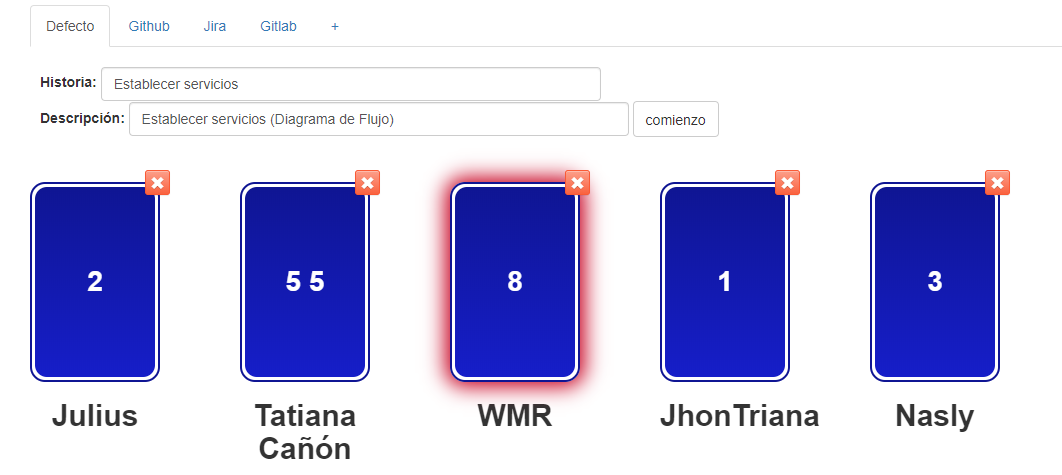 Defecto Github Jira Gitlab +
Historia: Establecer servicios
Descripción: Establecer servicios (Diagrama de Flujo) comienzo
2 5 5 8 1 3
Julius Tatiana Cañón WMR JhonTriana Nasly